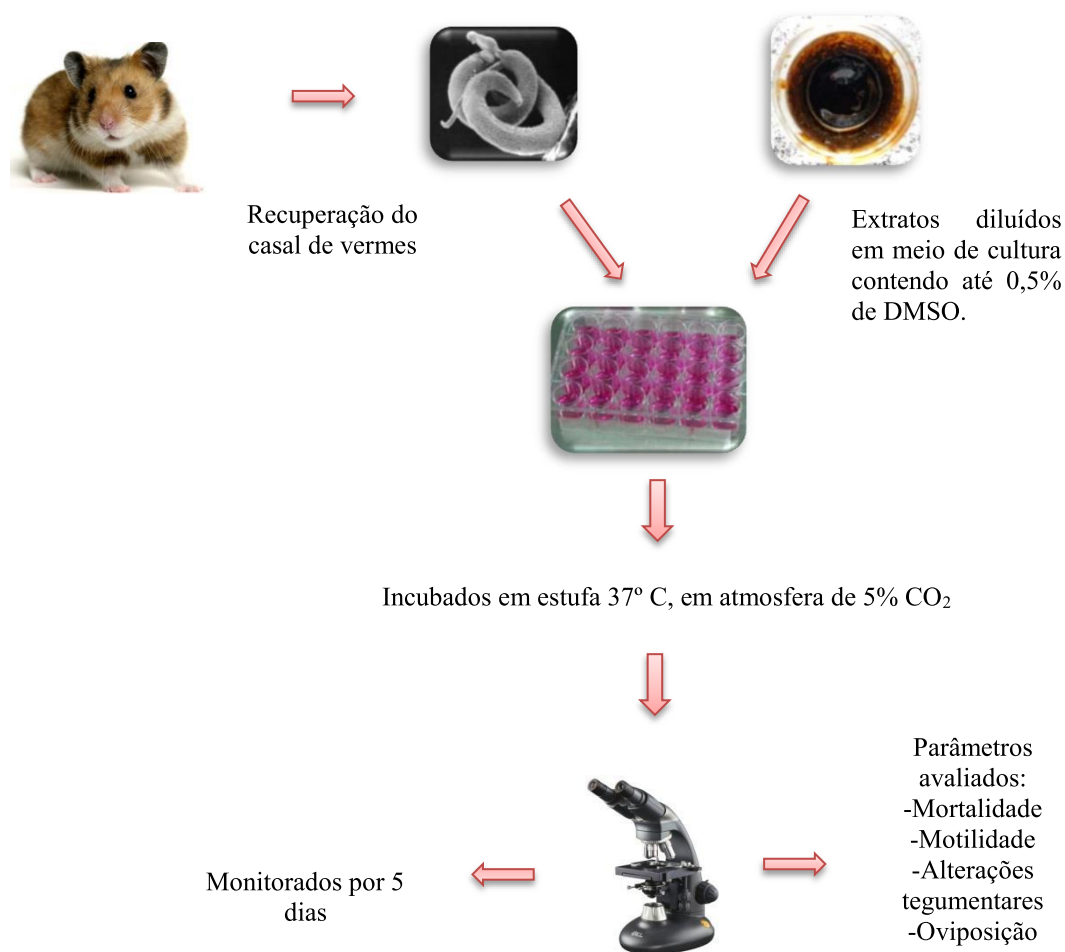 Recuperação do
casal de vermes
Extratos diluídos
em meio de cultura
contendo até 0,5%
de DMSO.
Incubados em estufa 37º C, em atmosfera de 5% CO₂
Parâmetros
avaliados:
-Mortalidade
-Motilidade
-Alterações
tegumentares
-Oviposição
Monitorados por 5
dias